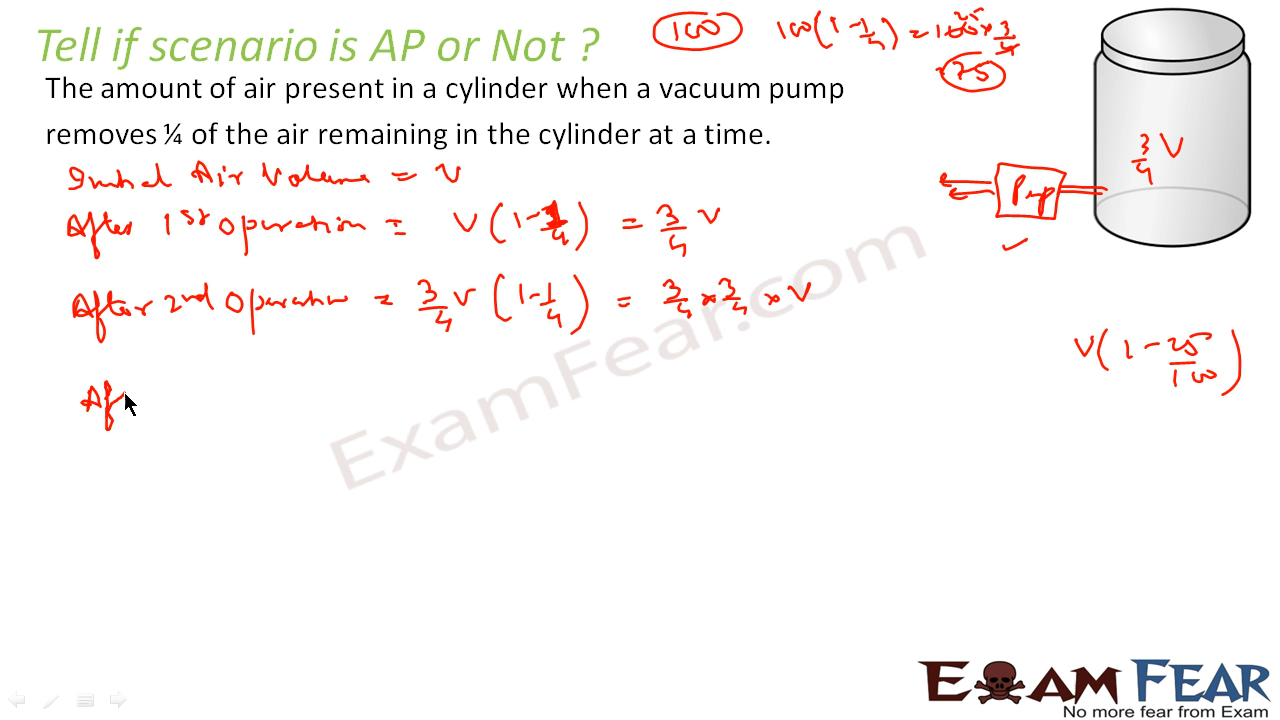 Tell if scenario is AP or Not ?
100
100(1-1/4) = 100 25 × 3/4
= 75
The amount of air present in a cylinder when a vacuum pump
removes ¼ of the air remaining in the cylinder at a time.
Initial Air Volume = V
After 1st Operation = V(1-1/4) = 3/4 V
After 2nd Operation = 3/4 V (1-1/4) = 3/4 × 3/4 × V
Af
3/4 V
Pump
V(1 - 25/100)
ExamFear.com
EXAM FEAR
No more fear from Exam